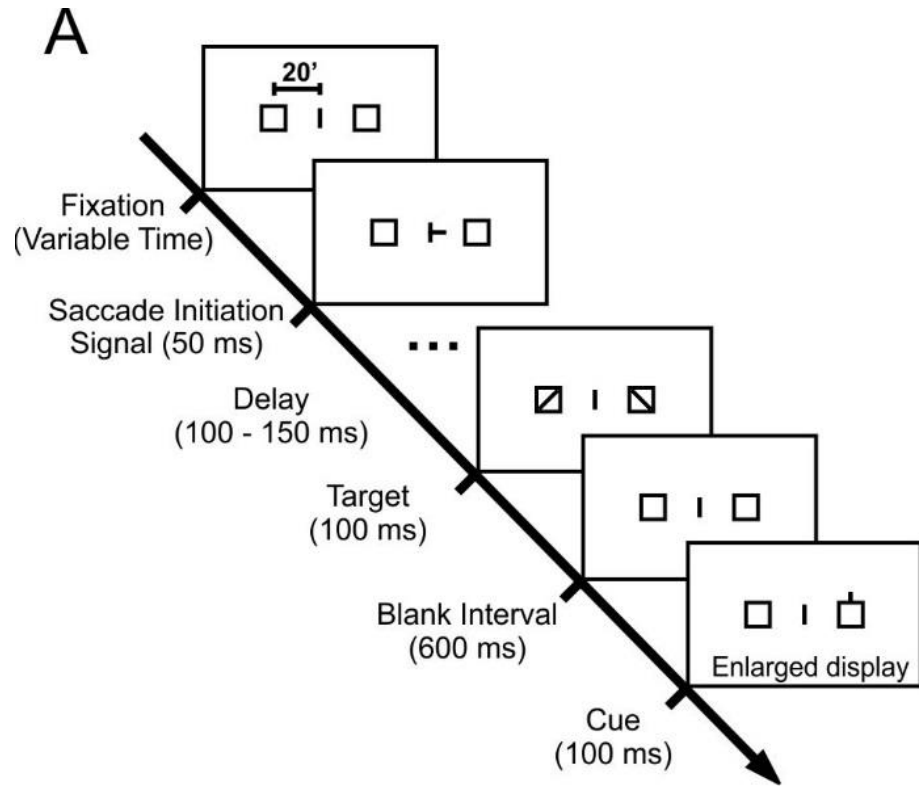 A
20’
Fixation
(Variable Time)
Saccade Initiation
Signal (50 ms)
Delay
(100 - 150 ms)
Target
(100 ms)
Blank Interval
(600 ms)
Enlarged display
Cue
(100 ms)